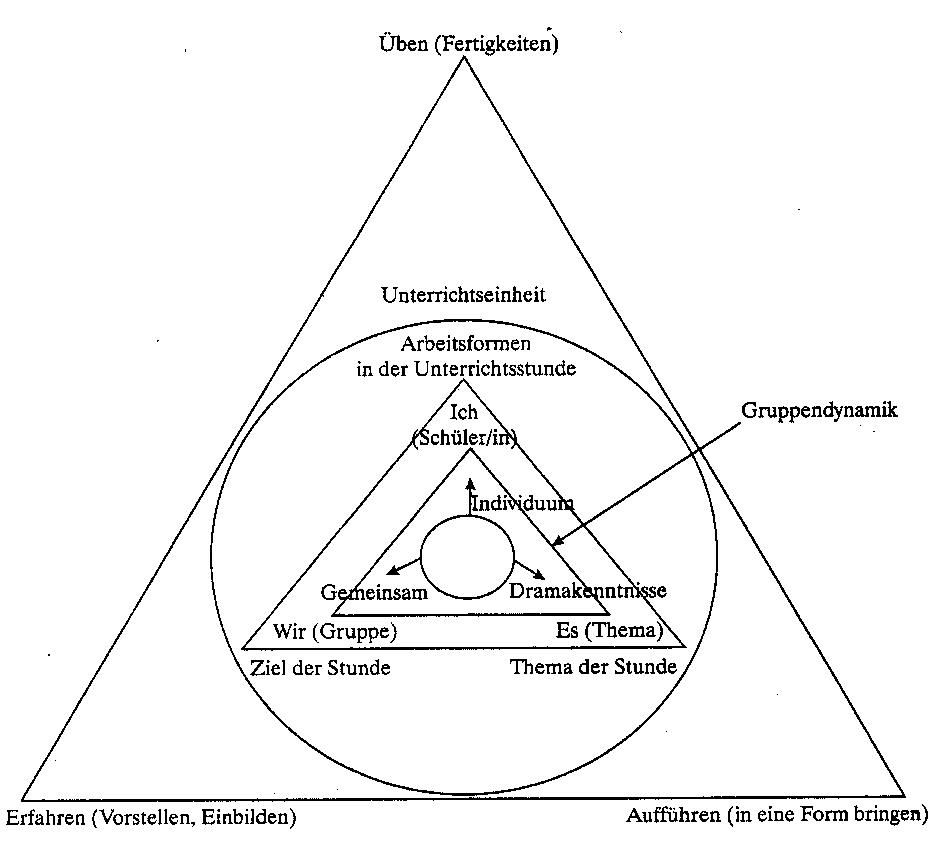 Üben (Fertigkeiten)
Unterrichtseinheit
Arbeitsformen
in der Unterrichtsstunde
Ich
(Schüler/in)
Gruppendynamik
Individuum
Gemeinsam
Dramakenntnisse
Wir (Gruppe)
Es (Thema)
Ziel der Stunde
Thema der Stunde
Erfahren (Vorstellen, Einbilden)
Aufführen (in eine Form bringen)